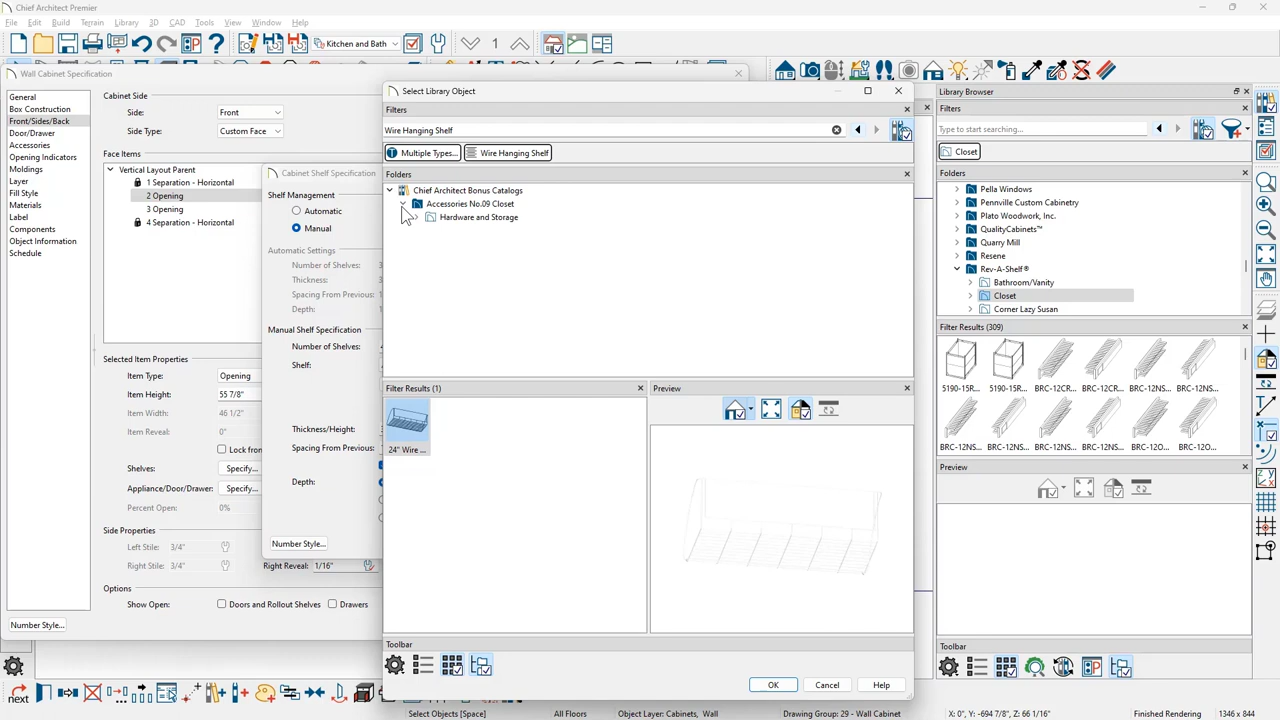 Chief Architect Premier
File Edit Build Terrain Library 3D CAD Tools View Window Help
Kitchen and Bath
1
Wall Cabinet Specification
General
Box Construction
Front/Sides/Back
Door/Drawer
Accessories
Opening Indicators
Moldings
Layer
Fill Style
Materials
Label
Components
Object Information
Schedule
Number Style...
Cabinet Side
Side: Front
Side Type: Custom Face
Face Items
Vertical Layout Parent
1 Separation - Horizontal
2 Opening
3 Opening
4 Separation - Horizontal
Selected Item Properties
Item Type: Opening
Item Height: 55 7/8"
Item Width: 46 1/2"
Item Reveal: 0"
Lock from
Shelves: Specify...
Appliance/Door/Drawer: Specify...
Percent Open: 0%
Side Properties
Left Stile: 3/4"
Right Stile: 3/4"
Right Reveal: 1/16"
Options
Show Open: Doors and Rollout Shelves Drawers
Cabinet Shelf Specification
Shelf Management
Automatic
Manual
Automatic Settings
Number of Shelves:
Thickness:
Spacing From Previous:
Depth:
Manual Shelf Specification
Number of Shelves:
Shelf:
Thickness/Height:
Spacing From Previous:
Depth:
Number Style...
Select Library Object
Filters
Wire Hanging Shelf
Multiple Types... Wire Hanging Shelf
Folders
Chief Architect Bonus Catalogs
Accessories No.09 Closet
Hardware and Storage
Filter Results (1)
24" Wire ...
Preview
Toolbar
OK Cancel Help
Library Browser
Filters
Type to start searching...
Closet
Folders
Pella Windows
Pennville Custom Cabinetry
Plato Woodwork, Inc.
QualityCabinets™
Quarry Mill
Resene
Rev-A-Shelf®
Bathroom/Vanity
Closet
Corner Lazy Susan
Filter Results (309)
5190-15R... 5190-15R... BRC-12CR... BRC-12CR... BRC-12NS... BRC-12NS...
BRC-12NS... BRC-12NS... BRC-12NS... BRC-12NS... BRC-12O... BRC-12O...
Preview
Toolbar
next
Select Objects [Space] All Floors Object Layer: Cabinets, Wall Drawing Group: 29 - Wall Cabinet X: 0", Y: -694 7/8", Z: 66 1/16" Finished Rendering 1346 x 844